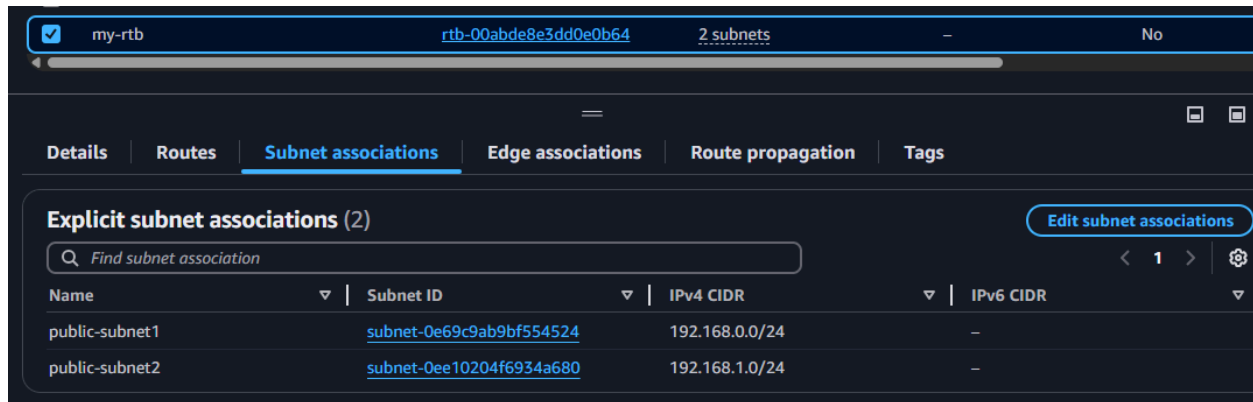 my-rtb rtb-00abde8e3dd0e0b64 2 subnets – No
Details Routes Subnet associations Edge associations Route propagation Tags
Explicit subnet associations (2) Edit subnet associations
Find subnet association 1
Name Subnet ID IPv4 CIDR IPv6 CIDR
public-subnet1 subnet-0e69c9ab9bf554524 192.168.0.0/24 –
public-subnet2 subnet-0ee10204f6934a680 192.168.1.0/24 –